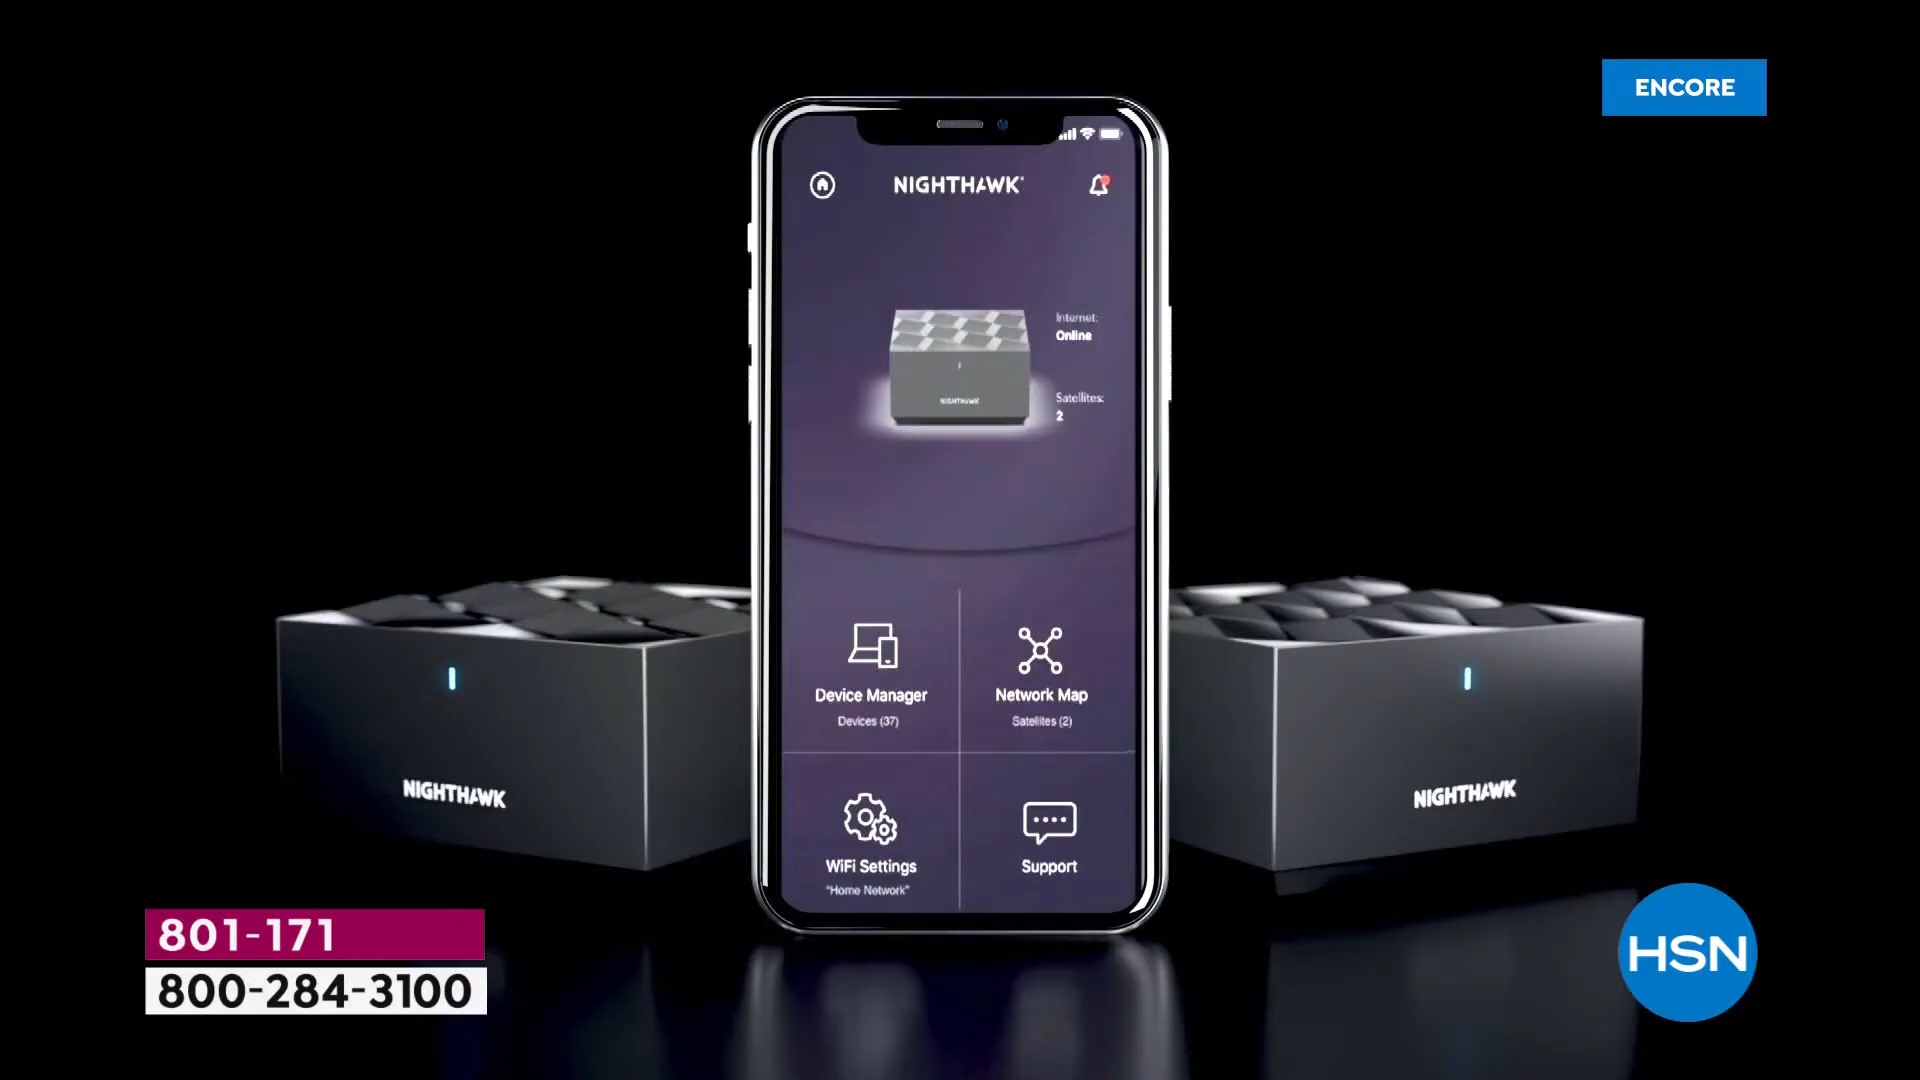 ENCORE
NIGHTHAWK
Internet:
Online
NIGHTHAWK
Satellites:
2
Device Manager
Devices (37)
Network Map
Satellites (2)
NIGHTHAWK
NIGHTHAWK
WiFi Settings
"Home Network"
Support
801-171
800-284-3100
HSN